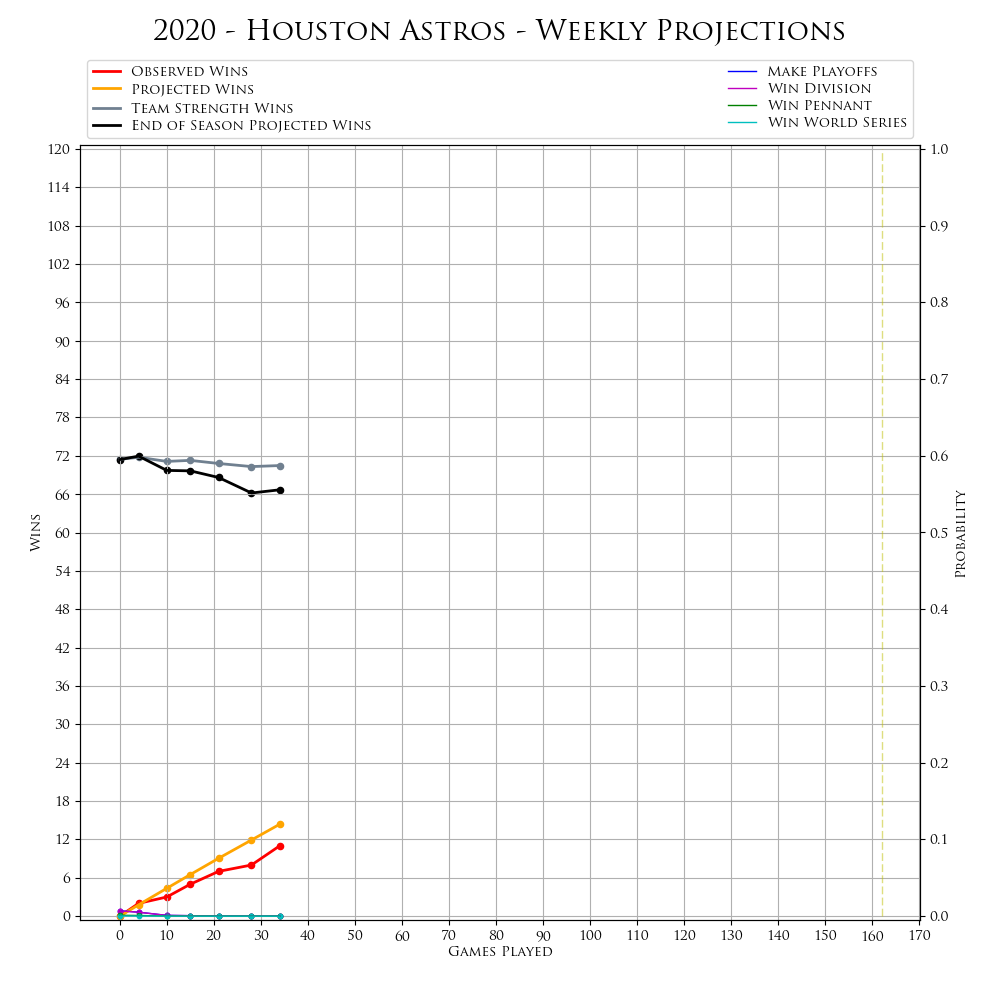 2020 - Houston Astros - Weekly Projections
Observed Wins
Projected Wins
Team Strength Wins
End of Season Projected Wins
Make Playoffs
Win Division
Win Pennant
Win World Series
120
114
108
102
96
90
84
78
72
66
60
54
48
42
36
30
24
18
12
6
0
Wins
1.0
0.9
0.8
0.7
0.6
0.5
0.4
0.3
0.2
0.1
0.0
Probability
0 10 20 30 40 50 60 70 80 90 100 110 120 130 140 150 160 170
Games Played